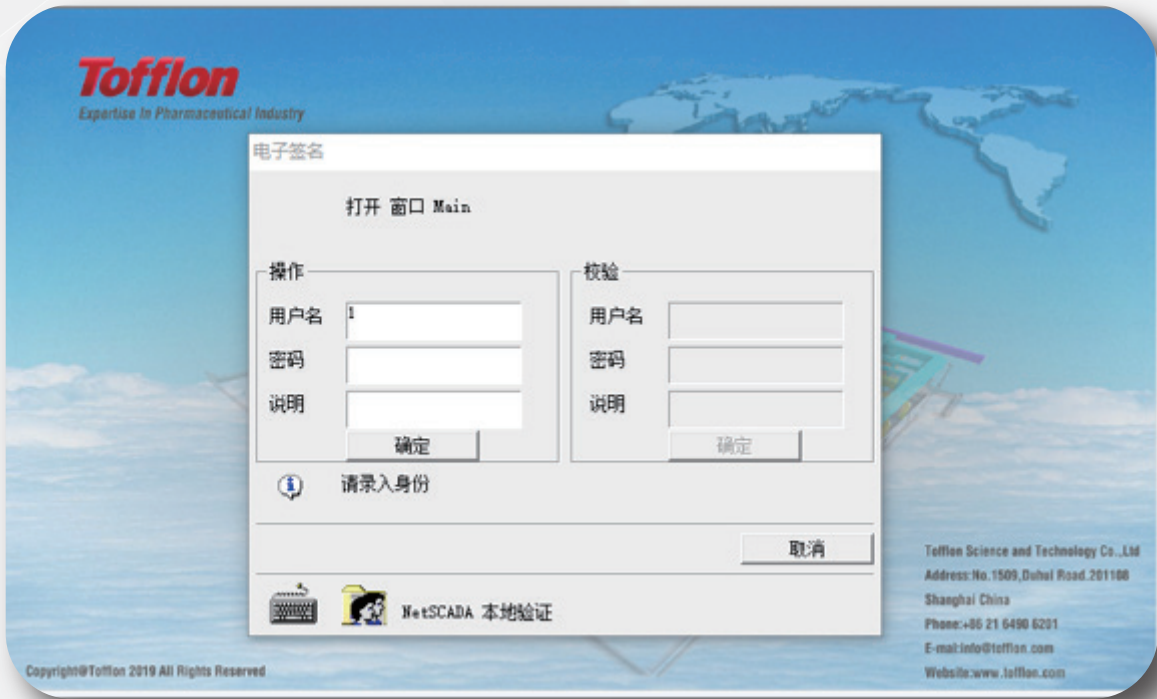 Tofflon
Expertise In Pharmaceutical Industry
电子签名
打开 窗口 Main
操作
用户名 1
密码
说明
确定
校验
用户名
密码
说明
确定
请录入身份
取消
NetSCADA 本地验证
Tofflon Science and Technology Co.,Ltd
Address:No.1509,Duhui Road.201108
Shanghai China
Phone:+86 21 6490 6201
E-mail:info@tofflon.com
Website:www.tofflon.com
Copyright@Tofflon 2019 All Rights Reserved